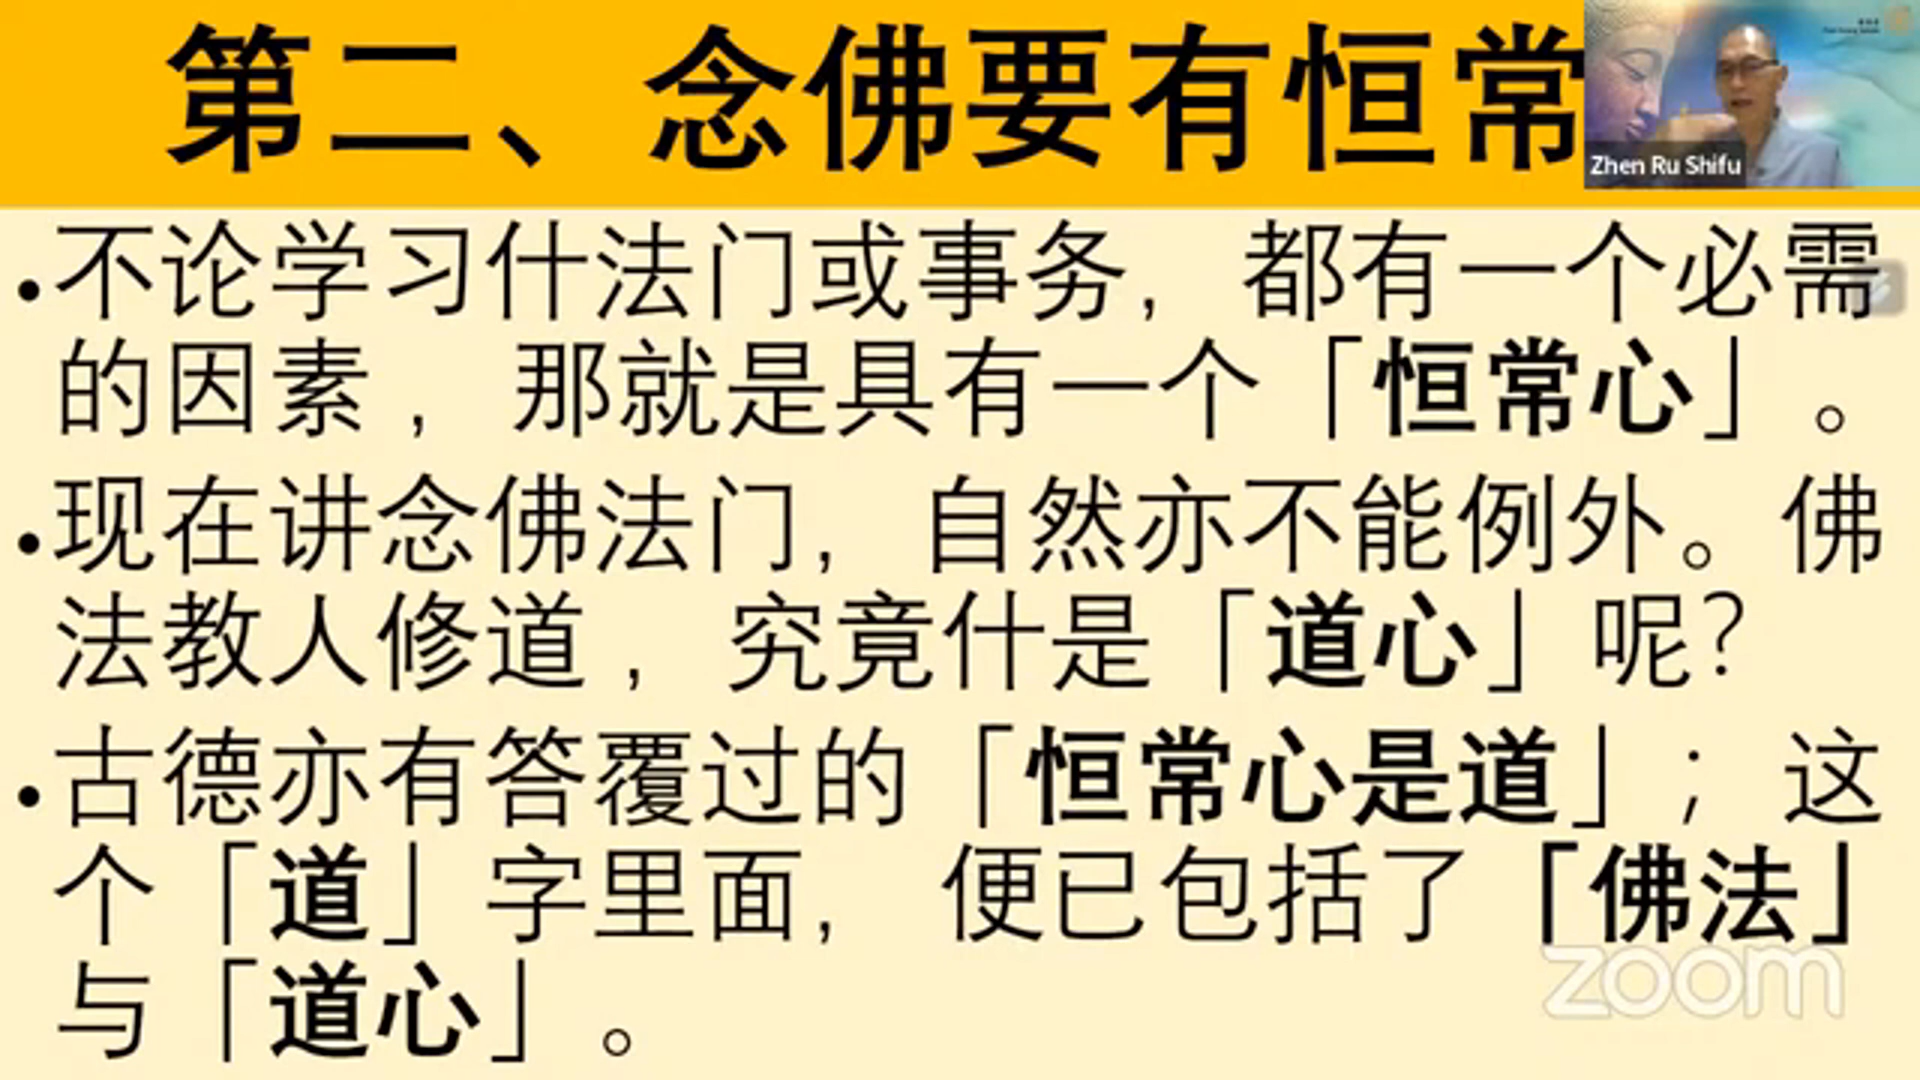 第二、念佛要有恒常
Zhen Ru Shifu
•不论学习什法门或事务，都有一个必需
的因素，那就是具有一个「恒常心」。
•现在讲念佛法门，自然亦不能例外。佛
法教人修道，究竟什是「道心」呢？
•古德亦有答覆过的「恒常心是道」；这
个「道」字里面，便已包括了「佛法」
与「道心」。
zoom